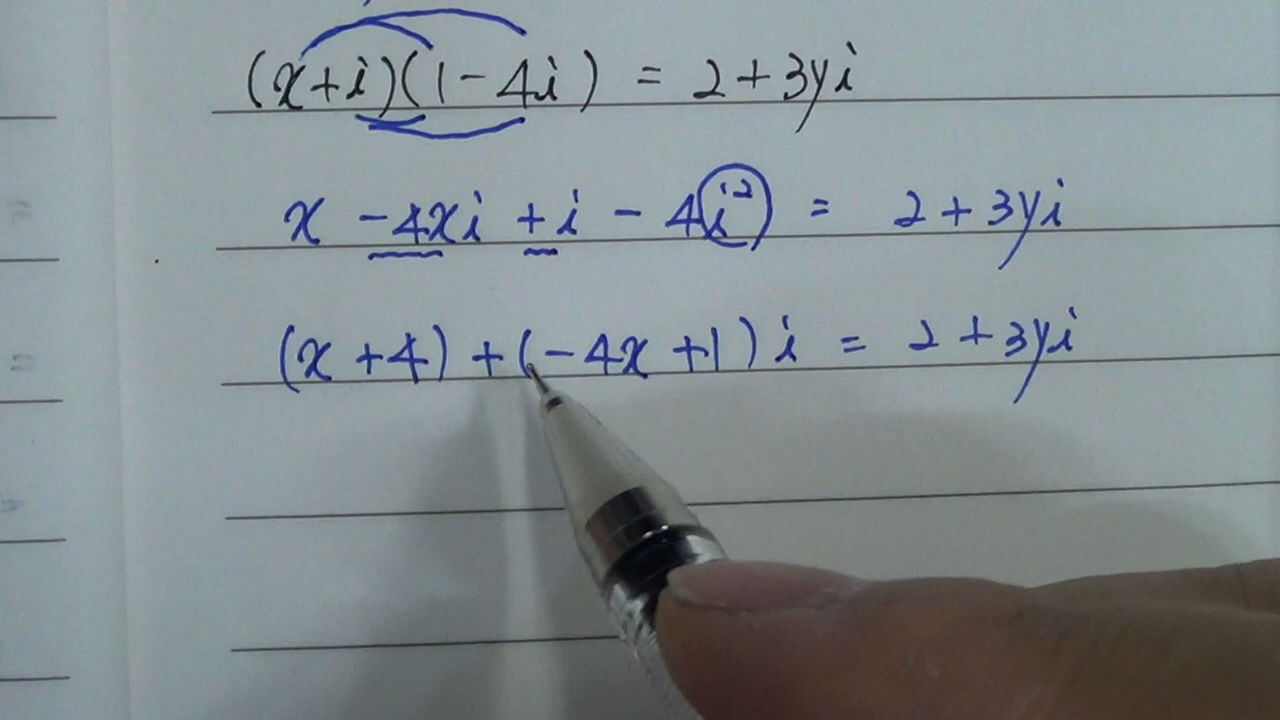 (x+i)(1-4i) = 2+3yi
x -4xi +i - 4i² = 2+3yi
(x+4) + (-4x+1)i = 2+3yi